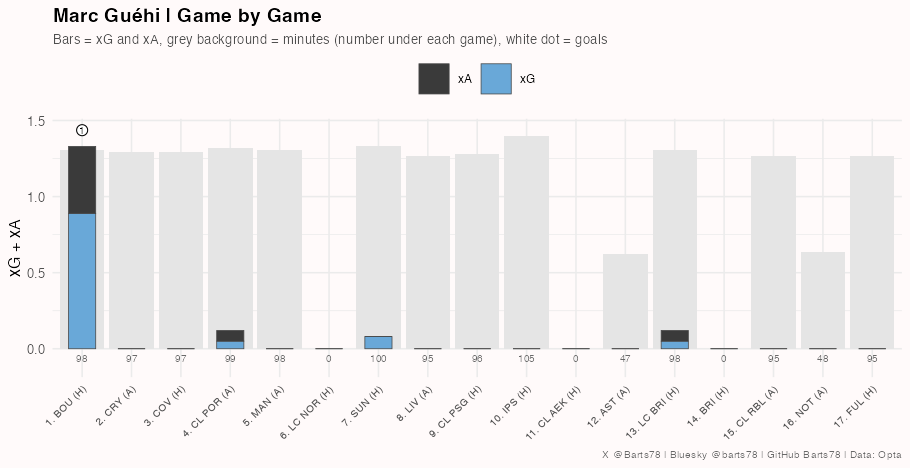 Marc Guéhi | Game by Game
Bars = xG and xA, grey background = minutes (number under each game), white dot = goals
xA xG
xG + xA
1.5
1.0
0.5
0.0
1
98 97 97 99 98 0 100 95 96 105 0 47 98 0 95 48 95
1. BOU (H)
2. CRY (A)
3. COV (H)
4. CL POR (A)
5. MAN (A)
6. LC NOR (H)
7. SUN (H)
8. LIV (A)
9. CL PSG (H)
10. IPS (H)
11. CL AEK (H)
12. AST (A)
13. LC BRI (H)
14. BRI (H)
15. CL RBL (A)
16. NOT (A)
17. FUL (H)
X @Barts78 | Bluesky @barts78 | GitHub Barts78 | Data: Opta